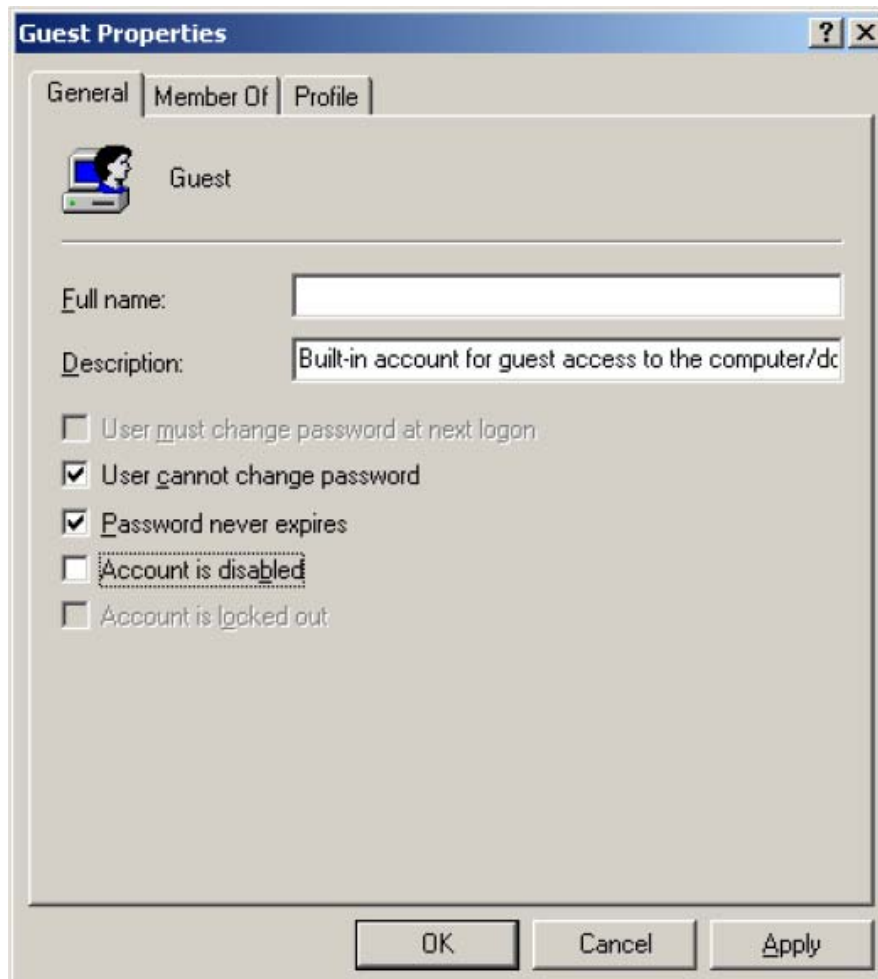 Guest Properties
General Member Of Profile
Guest
Full name:
Description: Built-in account for guest access to the computer/dc
User must change password at next logon
User cannot change password
Password never expires
Account is disabled
Account is locked out
OK Cancel Apply